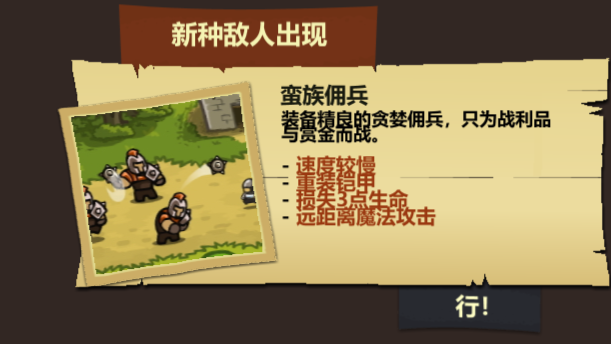 新种敌人出现
蛮族佣兵
装备精良的贪婪佣兵，只为战利品
与赏金而战。
- 速度较慢
- 重装铠甲
- 损失3点生命
- 远距离魔法攻击
行！